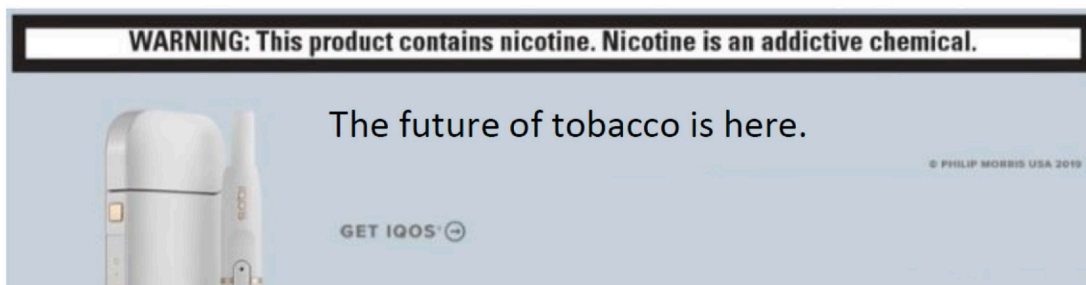 WARNING: This product contains nicotine. Nicotine is an addictive chemical.
The future of tobacco is here.
© PHILIP MORRIS USA 2019
IQOS
GET IQOS®